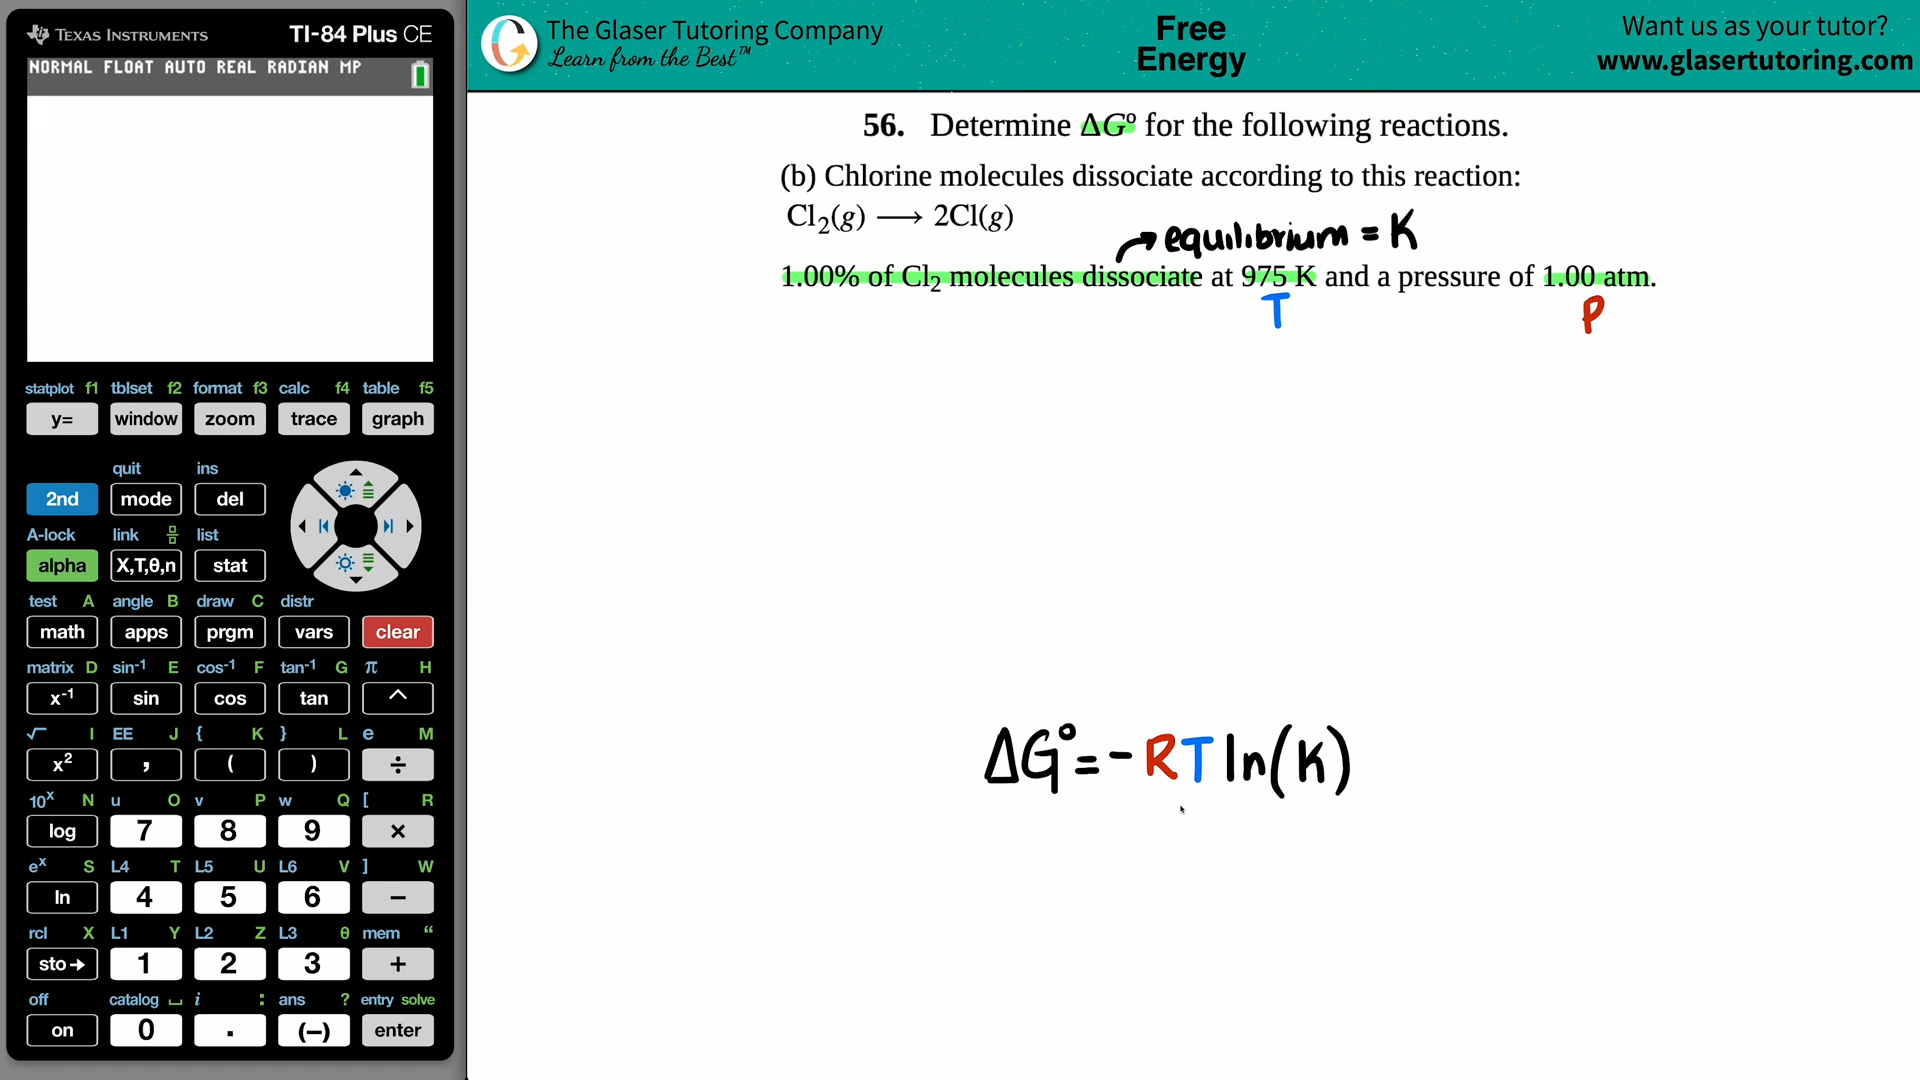 TEXAS INSTRUMENTS TI-84 Plus CE
NORMAL FLOAT AUTO REAL RADIAN MP
statplot f1 tblset f2 format f3 calc f4 table f5
y= window zoom trace graph
quit ins
2nd mode del
A-lock link list
alpha X,T,θ,n stat
test A angle B draw C distr
math apps prgm vars clear
matrix D sin⁻¹ E cos⁻¹ F tan⁻¹ G π H
x⁻¹ sin cos tan ^
√ I EE J { K } L e M
x² , ( ) ÷
10ˣ N u O v P w Q [ R
log 7 8 9 ×
eˣ S L4 T L5 U L6 V ] W
ln 4 5 6 −
rcl X L1 Y L2 Z L3 θ mem “
sto→ 1 2 3 +
off catalog ⎵ i : ans ? entry solve
on 0 . (−) enter
The Glaser Tutoring Company
Learn from the Best™
Free
Energy
Want us as your tutor?
www.glasertutoring.com
56. Determine ΔG° for the following reactions.
(b) Chlorine molecules dissociate according to this reaction:
Cl₂(g) ⟶ 2Cl(g)
→ equilibrium = K
1.00% of Cl₂ molecules dissociate at 975 K and a pressure of 1.00 atm.
T P
ΔG° = -RT ln(K)